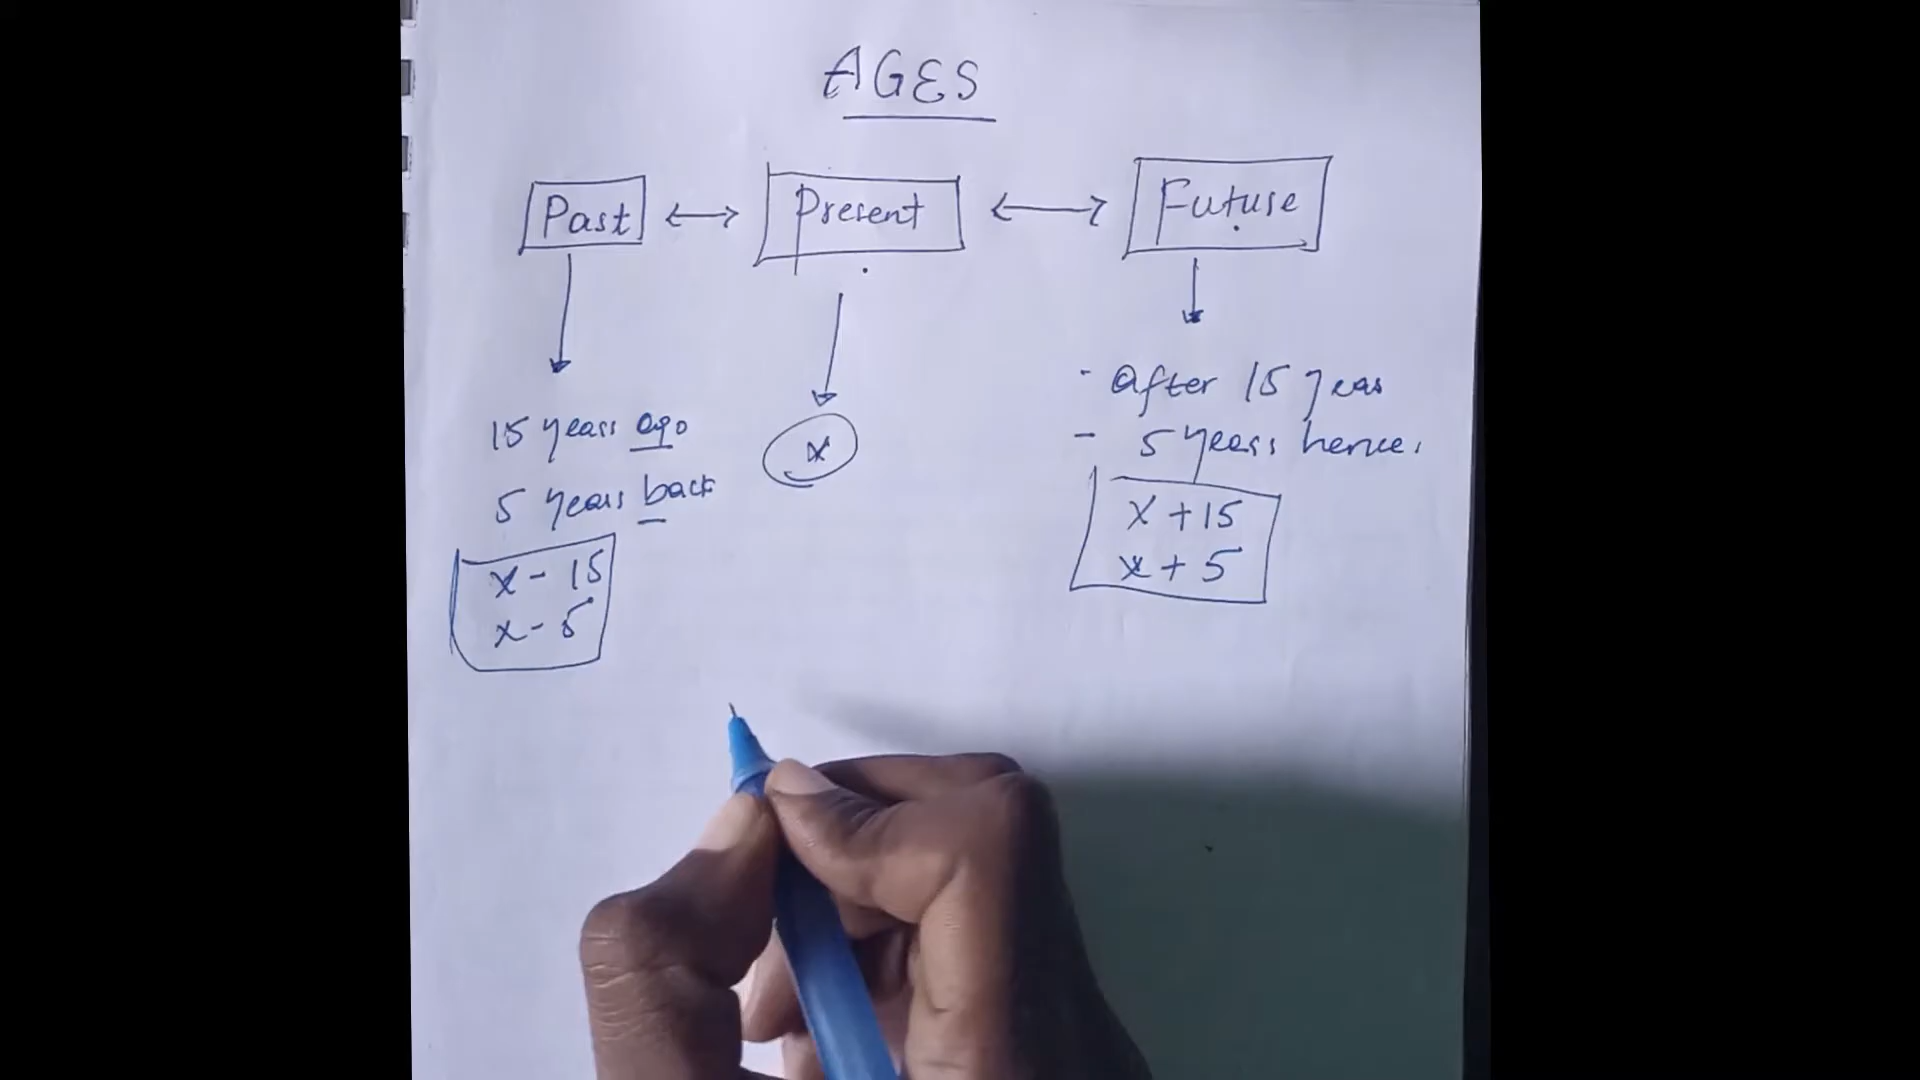 AGES
Past ↔ Present ↔ Future
15 years ago
5 years back
x - 15
x - 5
x
- after 15 years
- 5 years hence.
x + 15
x + 5